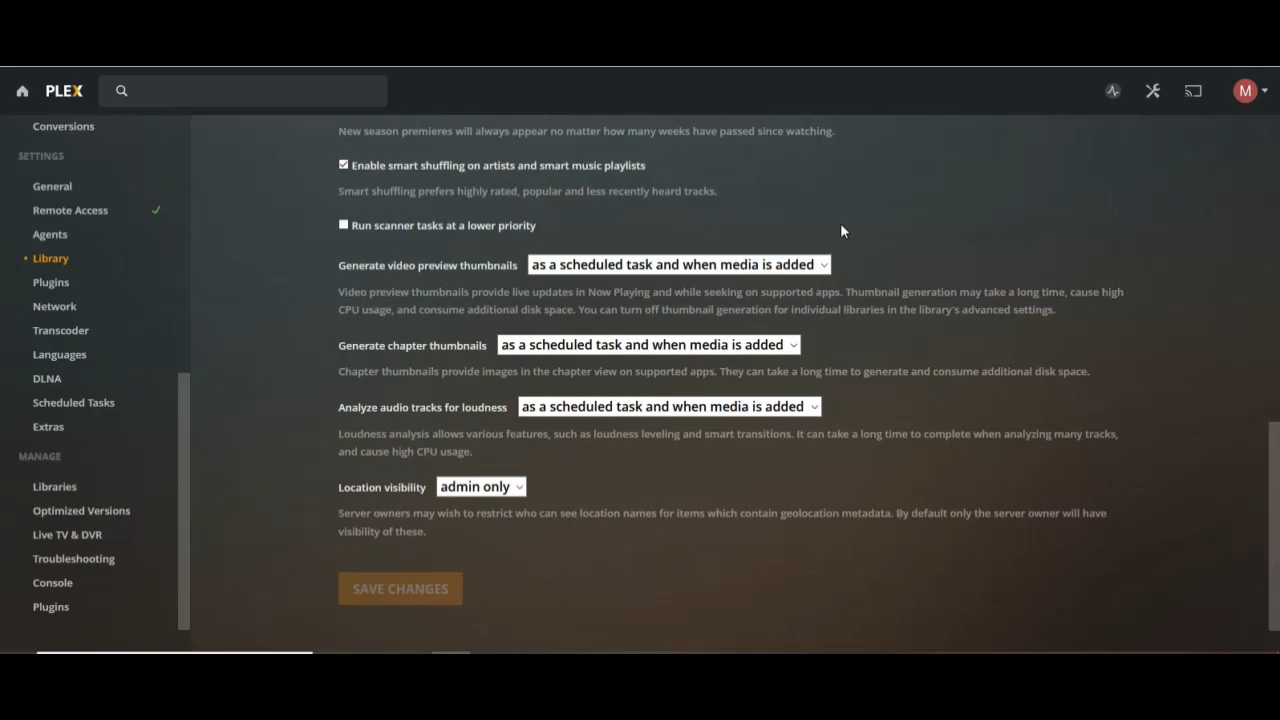 PLEX
M
Conversions
SETTINGS
General
Remote Access
Agents
Library
Plugins
Network
Transcoder
Languages
DLNA
Scheduled Tasks
Extras
MANAGE
Libraries
Optimized Versions
Live TV & DVR
Troubleshooting
Console
Plugins
New season premieres will always appear no matter how many weeks have passed since watching.
Enable smart shuffling on artists and smart music playlists
Smart shuffling prefers highly rated, popular and less recently heard tracks.
Run scanner tasks at a lower priority
Generate video preview thumbnails as a scheduled task and when media is added
Video preview thumbnails provide live updates in Now Playing and while seeking on supported apps. Thumbnail generation may take a long time, cause high
CPU usage, and consume additional disk space. You can turn off thumbnail generation for individual libraries in the library's advanced settings.
Generate chapter thumbnails as a scheduled task and when media is added
Chapter thumbnails provide images in the chapter view on supported apps. They can take a long time to generate and consume additional disk space.
Analyze audio tracks for loudness as a scheduled task and when media is added
Loudness analysis allows various features, such as loudness leveling and smart transitions. It can take a long time to complete when analyzing many tracks,
and cause high CPU usage.
Location visibility admin only
Server owners may wish to restrict who can see location names for items which contain geolocation metadata. By default only the server owner will have
visibility of these.
SAVE CHANGES